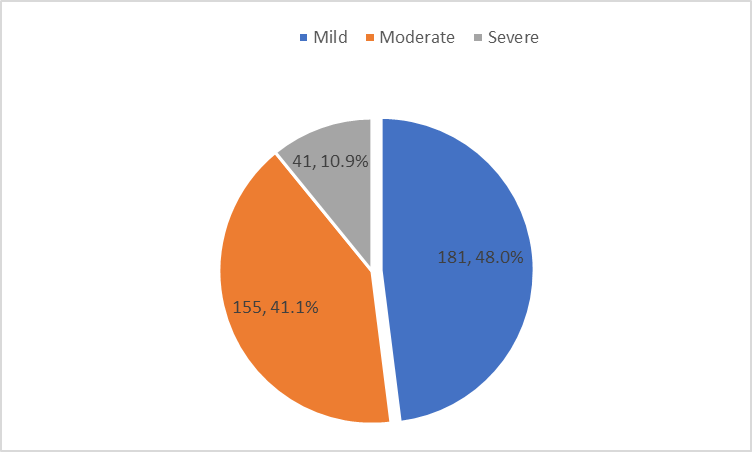 Mild Moderate Severe
41, 10.9%
181, 48.0%
155, 41.1%